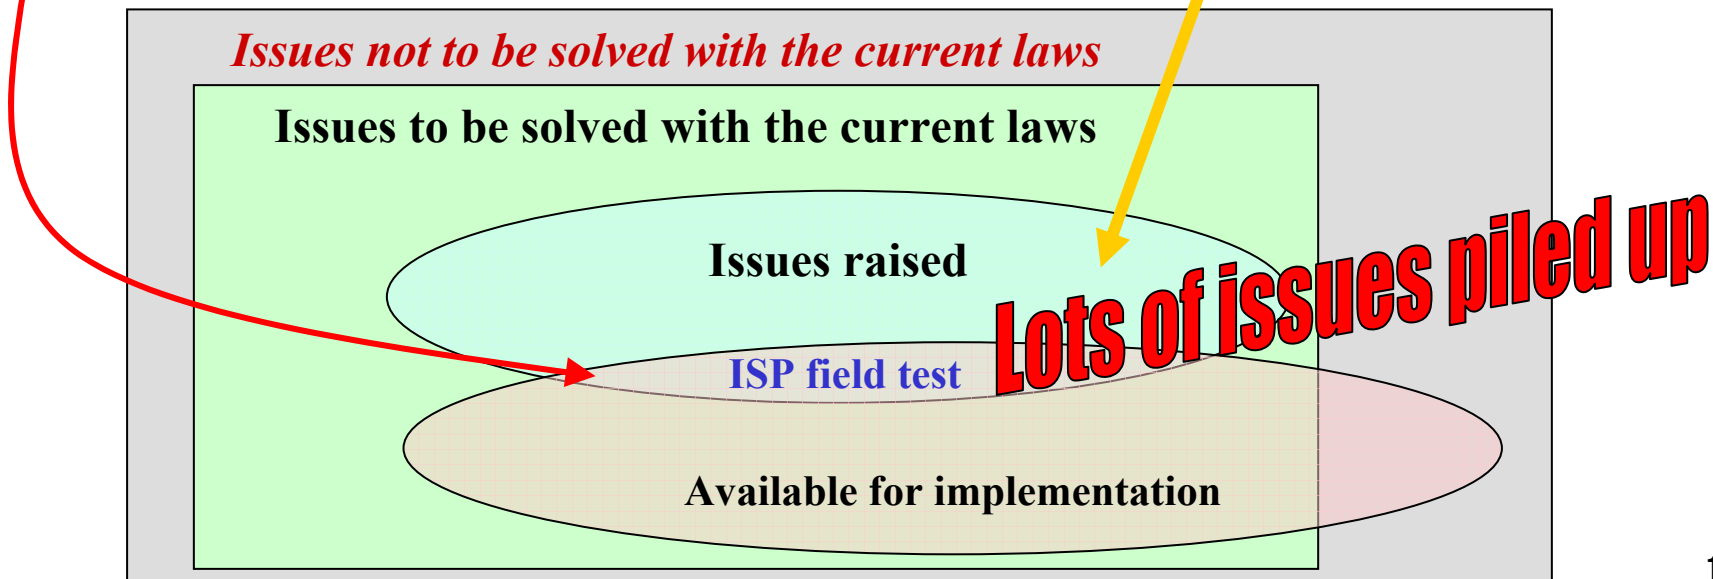 Issues not to be solved with the current laws
Issues to be solved with the current laws
Issues raised
Lots of issues piled up
ISP field test
Available for implementation